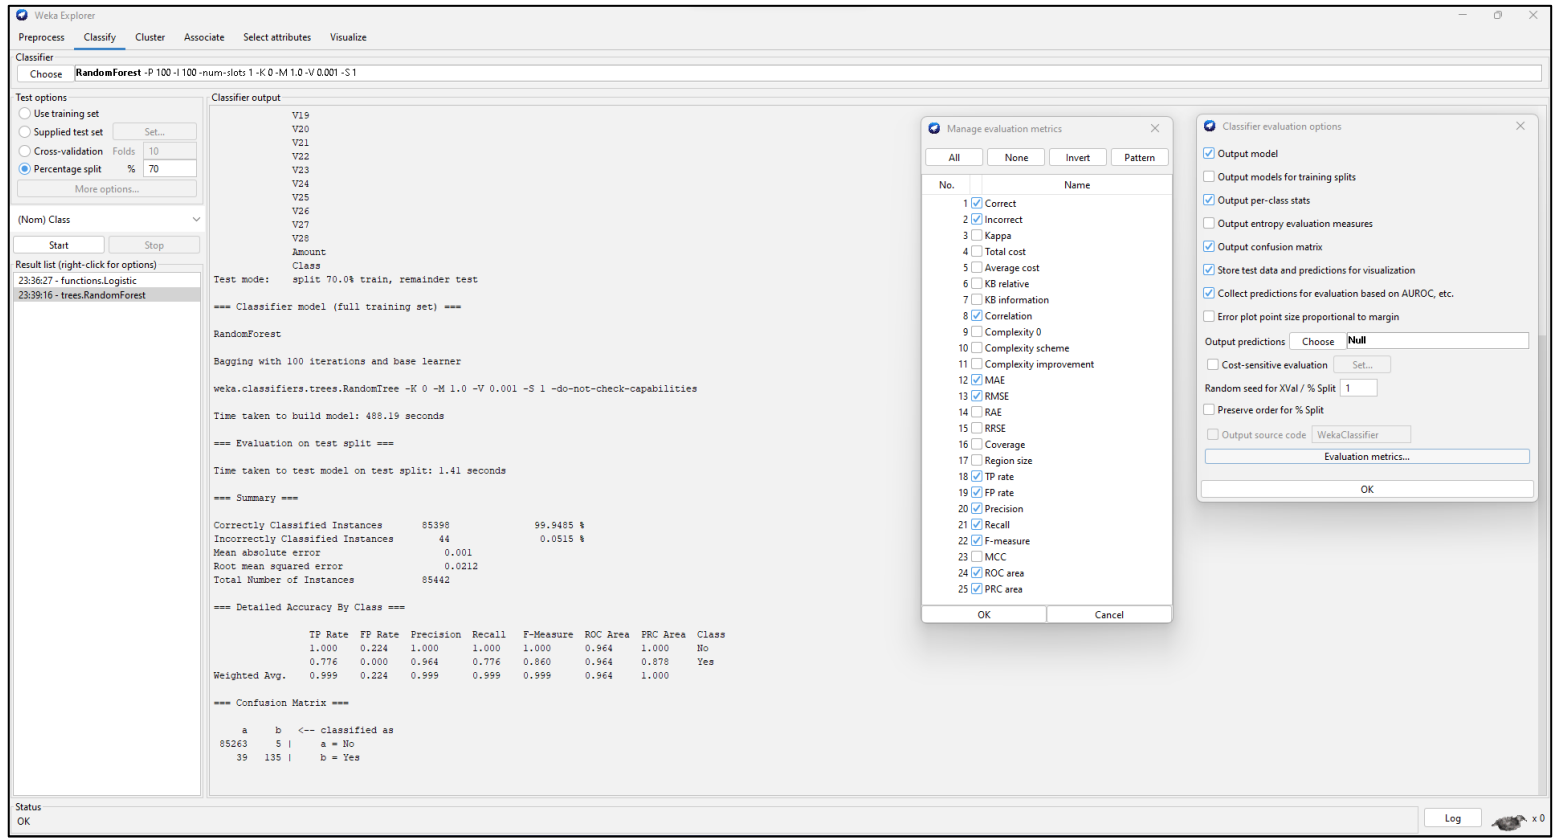 Weka Explorer
Preprocess Classify Cluster Associate Select attributes Visualize
Classifier
Choose RandomForest -P 100 -I 100 -num-slots 1 -K 0 -M 1.0 -V 0.001 -S 1
Test options
Use training set
Supplied test set Set...
Cross-validation Folds 10
Percentage split % 70
More options...
(Nom) Class
Start Stop
Result list (right-click for options)
23:36:27 - functions.Logistic
23:39:16 - trees.RandomForest
Classifier output
V19
V20
V21
V22
V23
V24
V25
V26
V27
V28
Amount
Class
Test mode: split 70.0% train, remainder test
=== Classifier model (full training set) ===
RandomForest
Bagging with 100 iterations and base learner
weka.classifiers.trees.RandomTree -K 0 -M 1.0 -V 0.001 -S 1 -do-not-check-capabilities
Time taken to build model: 488.19 seconds
=== Evaluation on test split ===
Time taken to test model on test split: 1.41 seconds
=== Summary ===
Correctly Classified Instances 85398 99.9485 %
Incorrectly Classified Instances 44 0.0515 %
Mean absolute error 0.001
Root mean squared error 0.0212
Total Number of Instances 85442
=== Detailed Accuracy By Class ===
TP Rate FP Rate Precision Recall F-Measure ROC Area PRC Area Class
1.000 0.224 1.000 1.000 1.000 0.964 1.000 No
0.776 0.000 0.964 0.776 0.860 0.964 0.878 Yes
Weighted Avg. 0.999 0.224 0.999 0.999 0.999 0.964 1.000
=== Confusion Matrix ===
a b <-- classified as
85263 5 | a = No
39 135 | b = Yes
Manage evaluation metrics
All None Invert Pattern
No. Name
1 Correct
2 Incorrect
3 Kappa
4 Total cost
5 Average cost
6 KB relative
7 KB information
8 Correlation
9 Complexity 0
10 Complexity scheme
11 Complexity improvement
12 MAE
13 RMSE
14 RAE
15 RRSE
16 Coverage
17 Region size
18 TP rate
19 FP rate
20 Precision
21 Recall
22 F-measure
23 MCC
24 ROC area
25 PRC area
OK Cancel
Classifier evaluation options
Output model
Output models for training splits
Output per-class stats
Output entropy evaluation measures
Output confusion matrix
Store test data and predictions for visualization
Collect predictions for evaluation based on AUROC, etc.
Error plot point size proportional to margin
Output predictions Choose Null
Cost-sensitive evaluation Set...
Random seed for XVal / % Split 1
Preserve order for % Split
Output source code WekaClassifier
Evaluation metrics...
OK
Status
OK
Log x 0